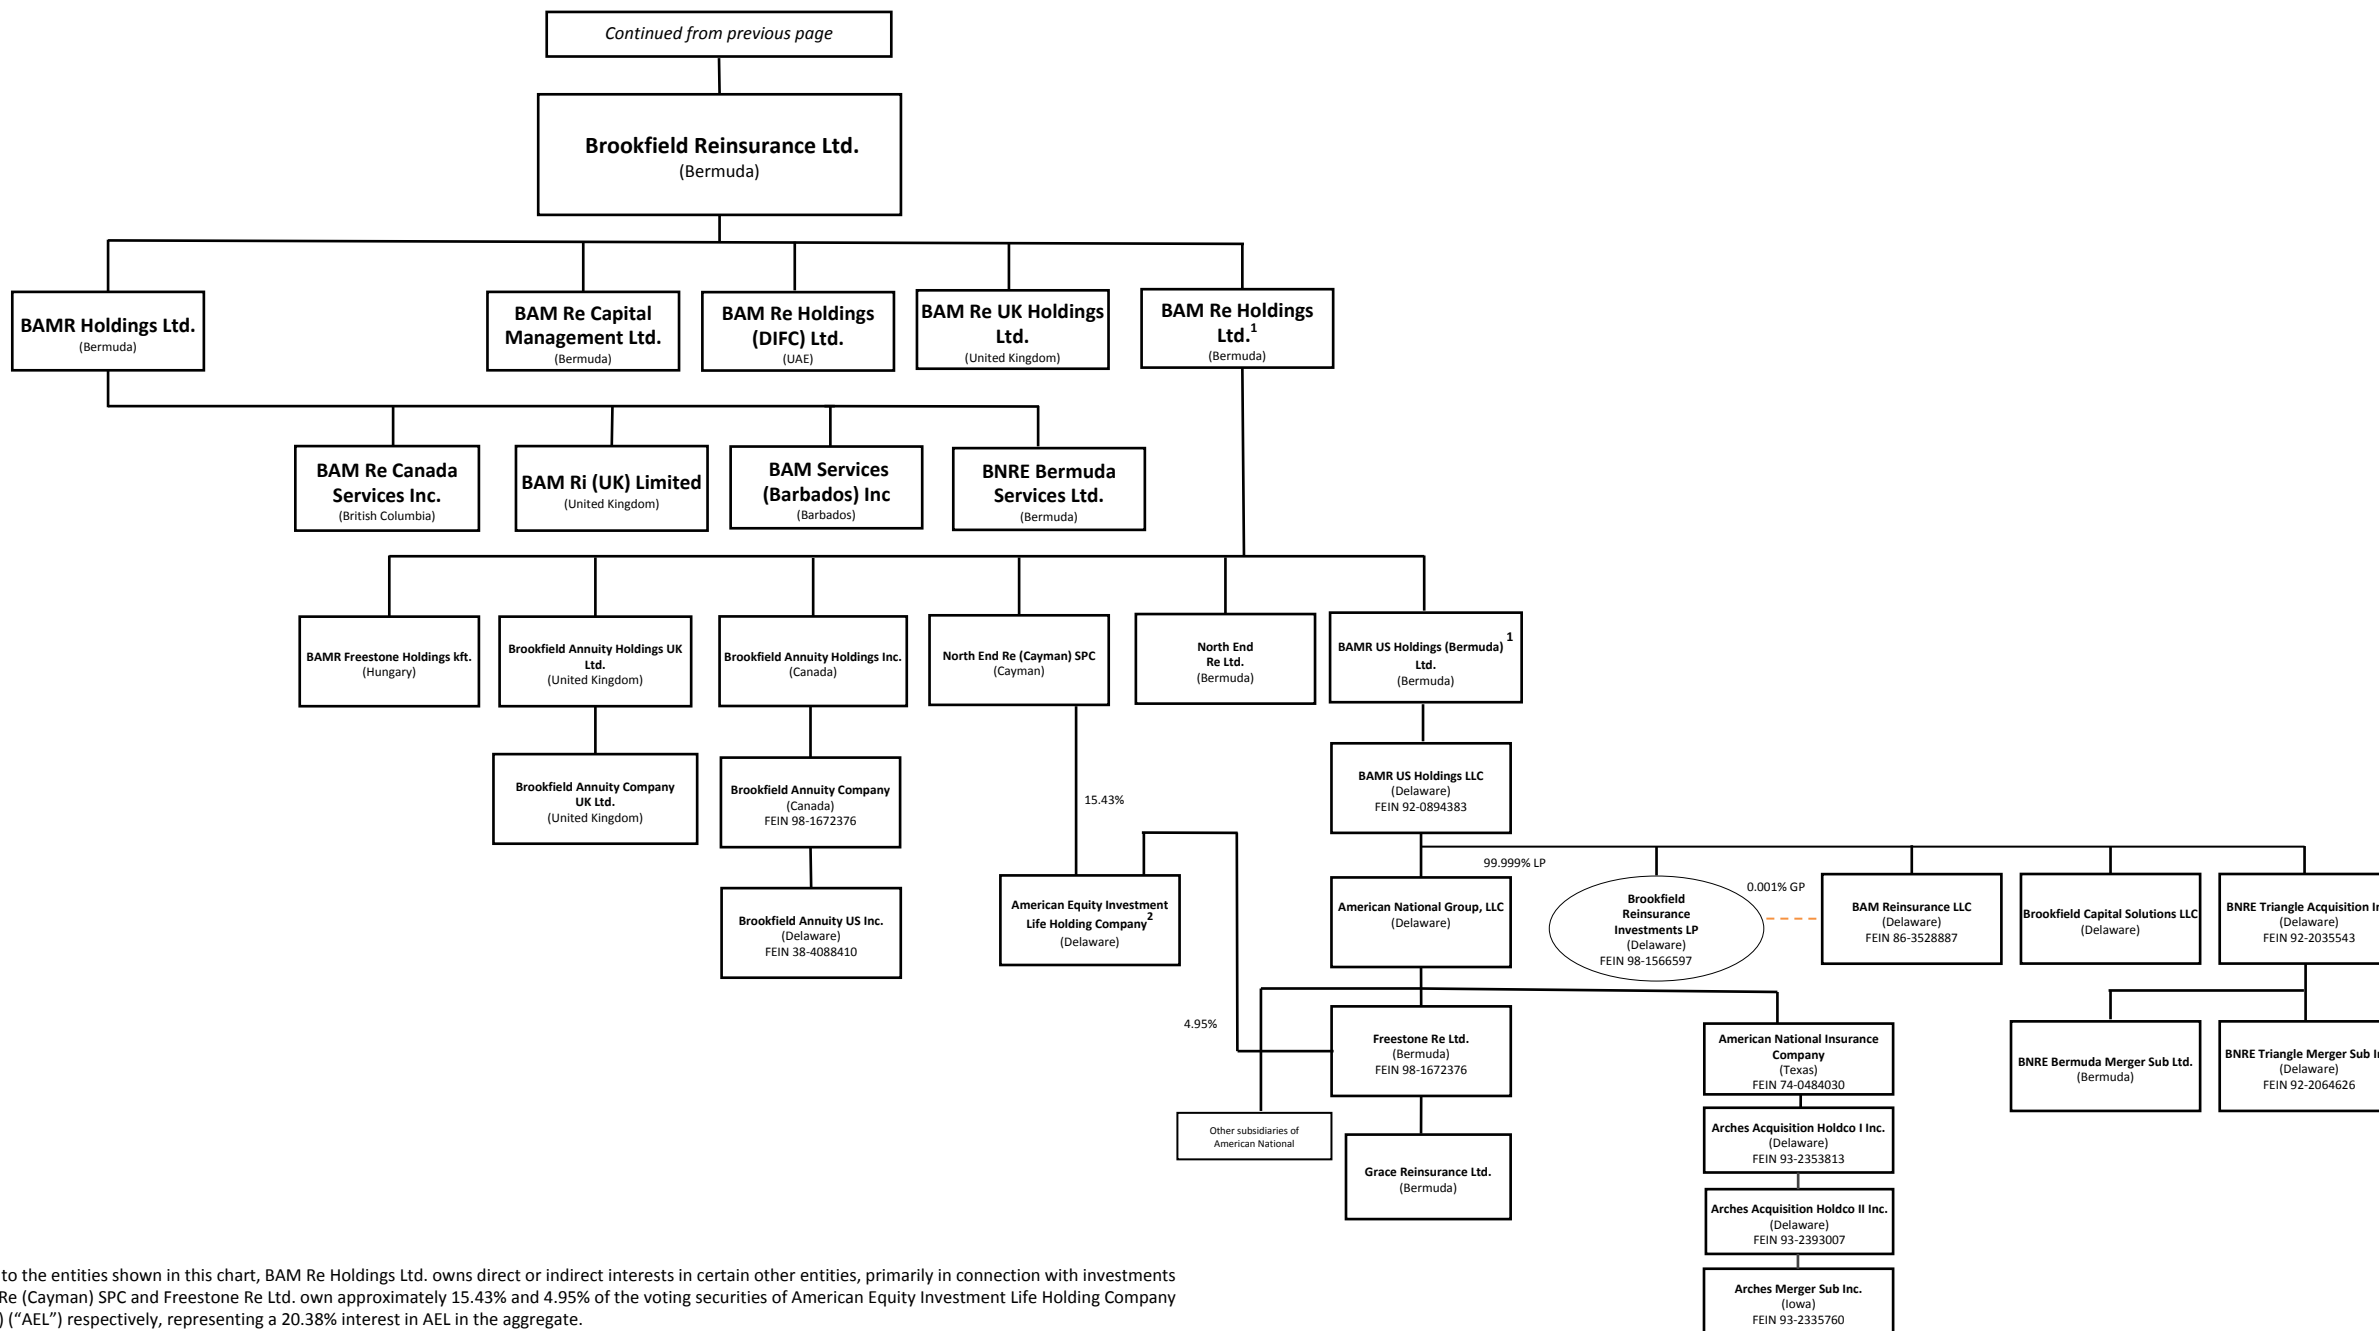 Continued from previous page
Brookfield Reinsurance Ltd.
(Bermuda)
BAMR Holdings Ltd.
(Bermuda)
BAM Re Capital
Management Ltd.
(Bermuda)
BAM Re Holdings
(DIFC) Ltd.
(UAE)
BAM Re UK Holdings
Ltd.
(United Kingdom)
BAM Re Holdings
Ltd.1
(Bermuda)
BAM Re Canada
Services Inc.
(British Columbia)
BAM Ri (UK) Limited
(United Kingdom)
BAM Services
(Barbados) Inc
(Barbados)
BNRE Bermuda
Services Ltd.
(Bermuda)
BAMR Freestone Holdings kft.
(Hungary)
Brookfield Annuity Holdings UK
Ltd.
(United Kingdom)
Brookfield Annuity Holdings Inc.
(Canada)
North End Re (Cayman) SPC
(Cayman)
North End
Re Ltd.
(Bermuda)
BAMR US Holdings (Bermuda) 1
Ltd.
(Bermuda)
Brookfield Annuity Company
UK Ltd.
(United Kingdom)
Brookfield Annuity Company
(Canada)
FEIN 98-1672376
15.43%
BAMR US Holdings LLC
(Delaware)
FEIN 92-0894383
Brookfield Annuity US Inc.
(Delaware)
FEIN 38-4088410
American Equity Investment
Life Holding Company2
(Delaware)
American National Group, LLC
(Delaware)
99.999% LP
Brookfield
Reinsurance
Investments LP
(Delaware)
FEIN 98-1566597
0.001% GP
BAM Reinsurance LLC
(Delaware)
FEIN 86-3528887
Brookfield Capital Solutions LLC
(Delaware)
BNRE Triangle Acquisition
(Delaware)
FEIN 92-2035543
4.95%
Freestone Re Ltd.
(Bermuda)
FEIN 98-1672376
American National Insurance
Company
(Texas)
FEIN 74-0484030
BNRE Bermuda Merger Sub Ltd.
(Bermuda)
BNRE Triangle Merger Sub
(Delaware)
FEIN 92-2064626
Other subsidiaries of
American National
Grace Reinsurance Ltd.
(Bermuda)
Arches Acquisition Holdco I Inc.
(Delaware)
FEIN 93-2353813
Arches Acquisition Holdco II Inc.
(Delaware)
FEIN 93-2393007
Arches Merger Sub Inc.
(Iowa)
FEIN 93-2335760
to the entities shown in this chart, BAM Re Holdings Ltd. owns direct or indirect interests in certain other entities, primarily in connection with investments
Re (Cayman) SPC and Freestone Re Ltd. own approximately 15.43% and 4.95% of the voting securities of American Equity Investment Life Holding Company
) (“AEL”) respectively, representing a 20.38% interest in AEL in the aggregate.